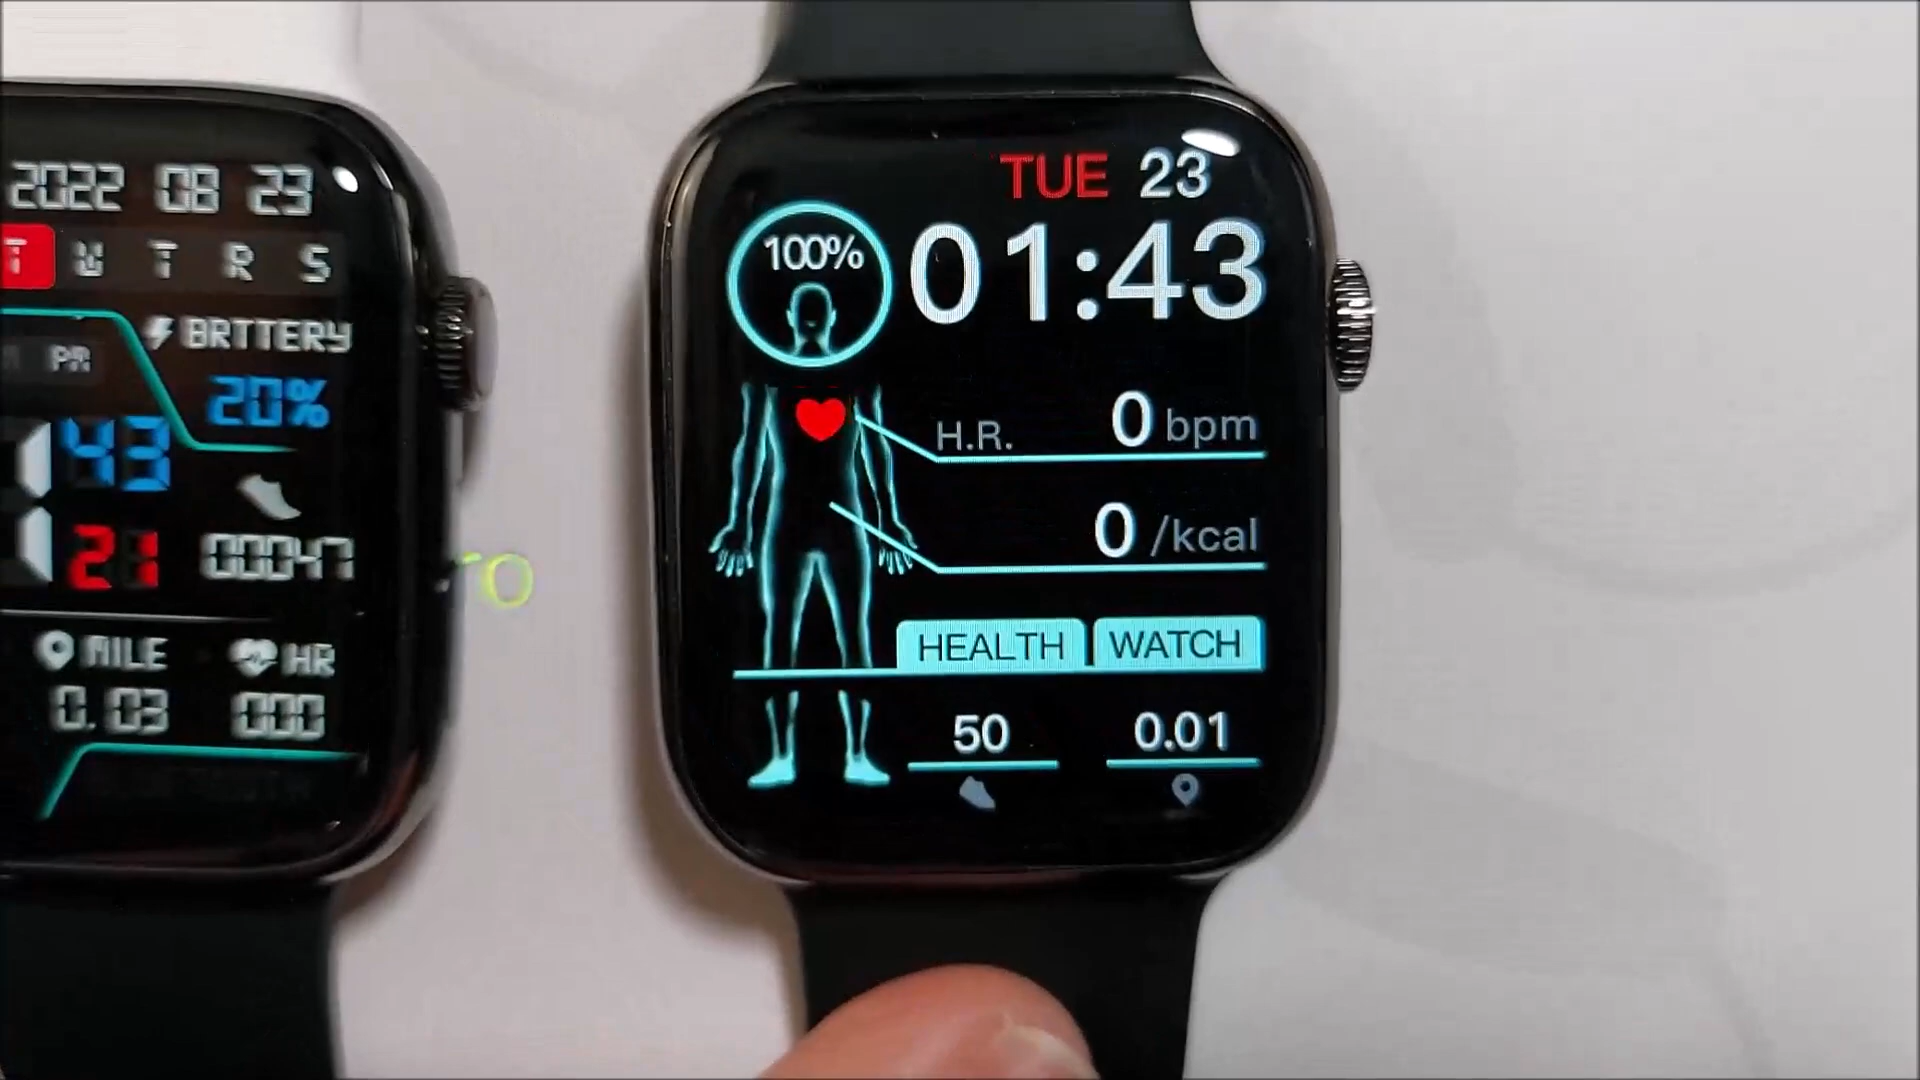 2022 08 23
T W T R S
BRTTERY
PM
20%
43
21
00047
MILE
HR
0.03
000
TUE 23
100%
01:43
H.R. 0 bpm
0 /kcal
HEALTH WATCH
50 0.01